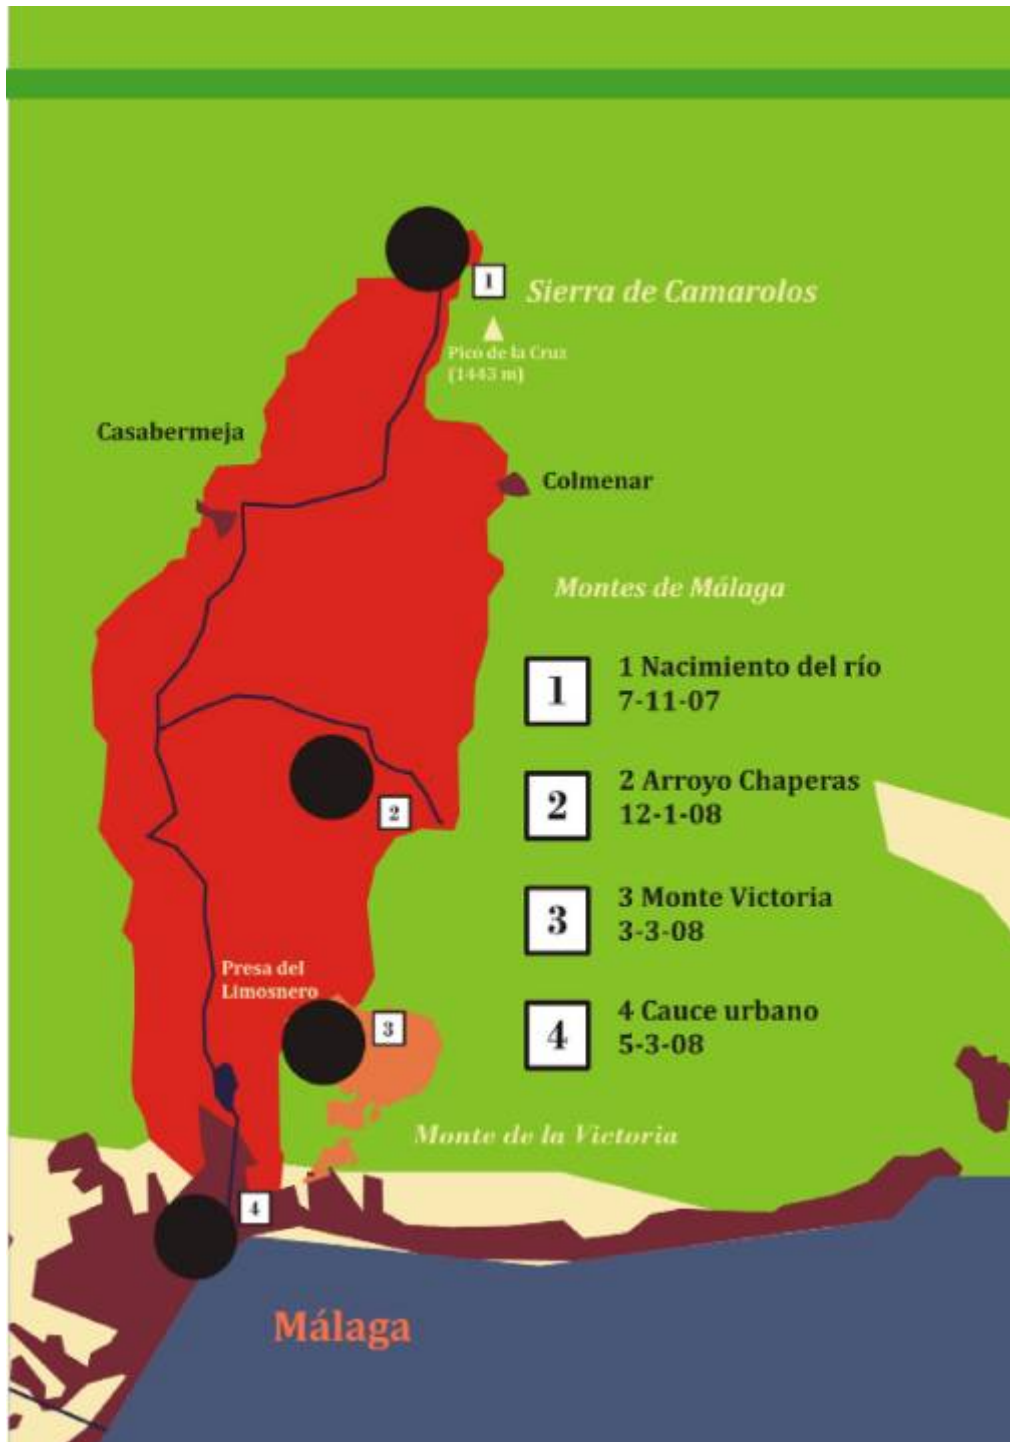 1
Sierra de Camarolos
Pico de la Cruz
(1443 m)
Casabermeja
Colmenar
Montes de Málaga
1
1 Nacimiento del río
7-11-07
2
2 Arroyo Chaperas
12-1-08
2
3
3 Monte Victoria
3-3-08
Presa del
Limosnero
3
4
4 Cauce urbano
5-3-08
Monte de la Victoria
4
Málaga